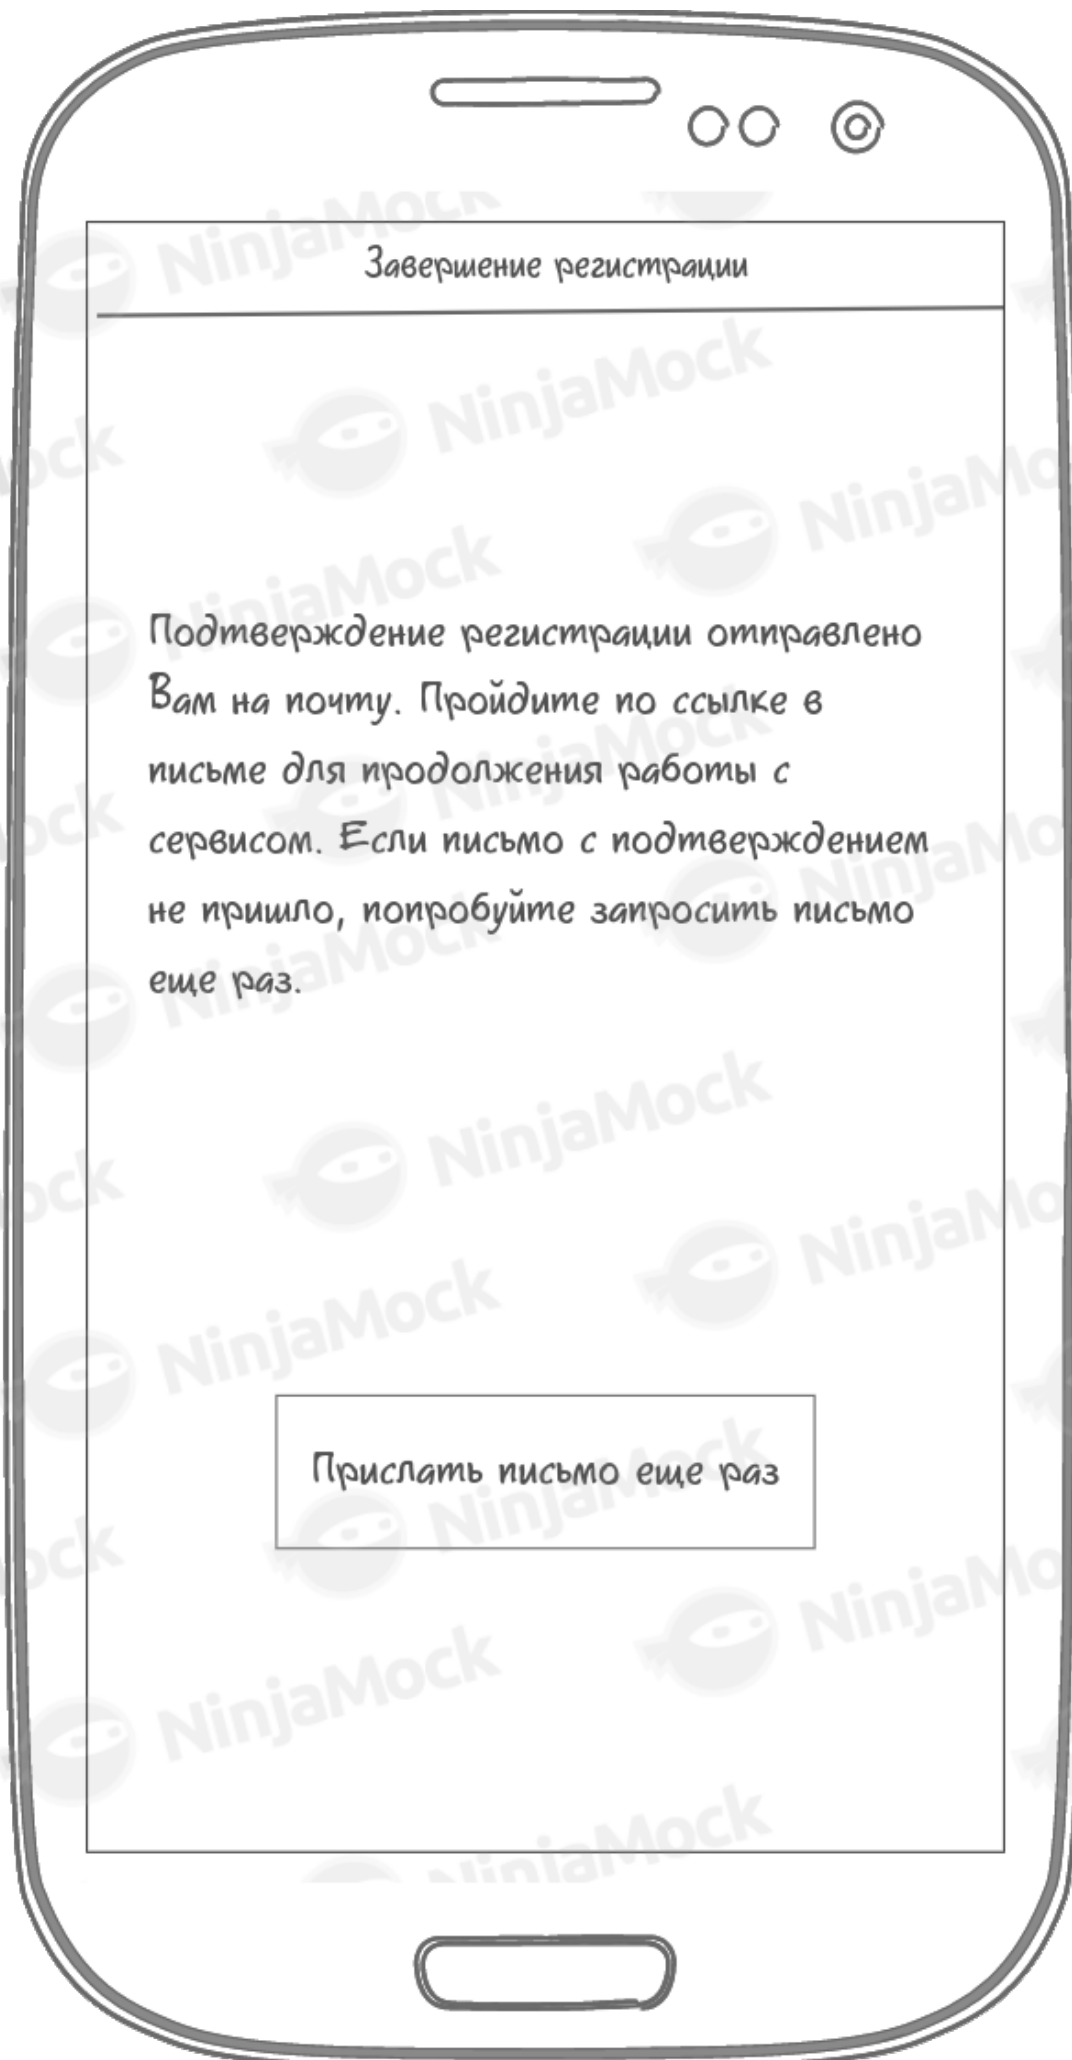 Завершение регистрации
Подтверждение регистрации отправлено
Вам на почту. Пройдите по ссылке в
письме для продолжения работы с
сервисом. Если письмо с подтверждением
не пришло, попробуйте запросить письмо
еще раз.
Прислать письмо еще раз
NinjaMock